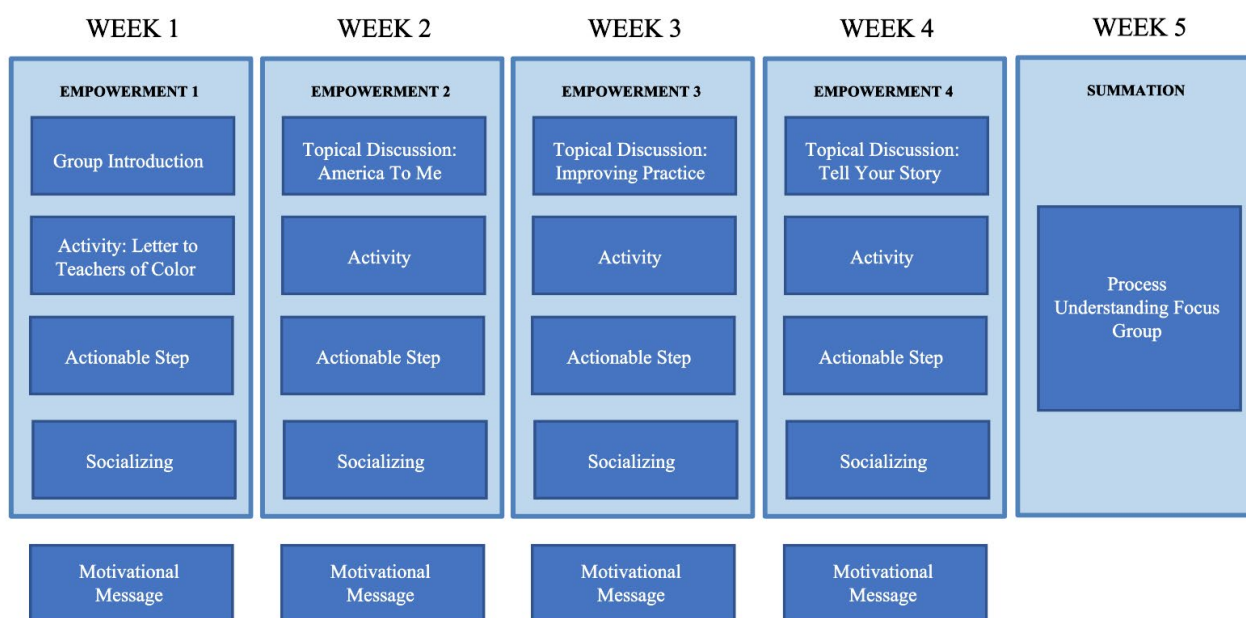 WEEK 1
EMPOWERMENT 1
Group Introduction
Activity: Letter to
Teachers of Color
Actionable Step
Socializing
Motivational
Message
WEEK 2
EMPOWERMENT 2
Topical Discussion:
America To Me
Activity
Actionable Step
Socializing
Motivational
Message
WEEK 3
EMPOWERMENT 3
Topical Discussion:
Improving Practice
Activity
Actionable Step
Socializing
Motivational
Message
WEEK 4
EMPOWERMENT 4
Topical Discussion:
Tell Your Story
Activity
Actionable Step
Socializing
Motivational
Message
WEEK 5
SUMMATION
Process
Understanding Focus
Group